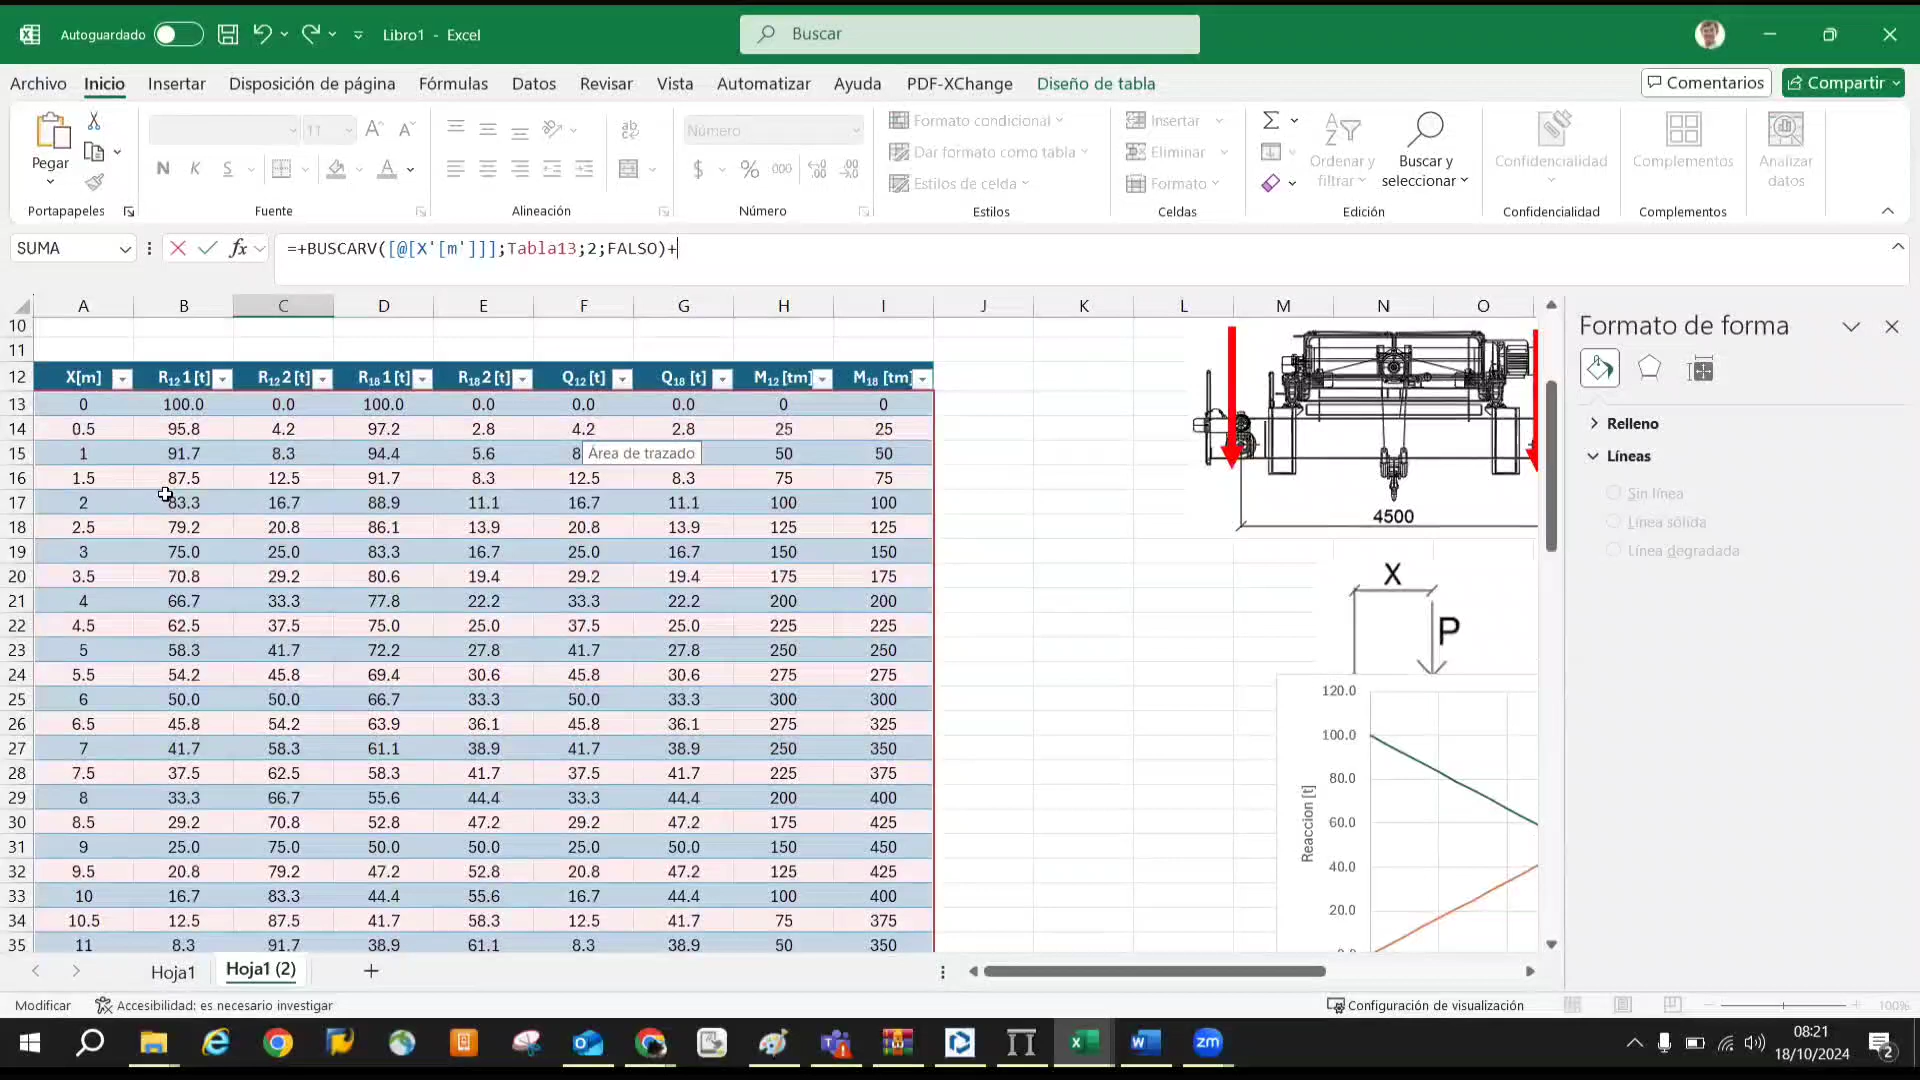 Autoguardado
Libro1 - Excel
Buscar
Archivo Inicio Insertar Disposición de página Fórmulas Datos Revisar Vista Automatizar Ayuda PDF-XChange Diseño de tabla
Comentarios Compartir
Pegar
11
Número
Formato condicional
Dar formato como tabla
Estilos de celda
Insertar
Eliminar
Formato
Ordenar y filtrar
Buscar y seleccionar
Confidencialidad
Complementos
Analizar datos
Portapapeles Fuente Alineación Número Estilos Celdas Edición Confidencialidad Complementos
SUMA
=+BUSCARV([@[X'[m']]];Tabla13;2;FALSO)+
A B C D E F G H I J K L M N O
10
11
12 X[m] R12 1 [t] R12 2 [t] R18 1 [t] R18 2 [t] Q12 [t] Q18 [t] M12 [tm] M18 [tm]
13 0 100.0 0.0 100.0 0.0 0.0 0.0 0 0
14 0.5 95.8 4.2 97.2 2.8 4.2 2.8 25 25
15 1 91.7 8.3 94.4 5.6 8 Área de trazado 50 50
16 1.5 87.5 12.5 91.7 8.3 12.5 8.3 75 75
17 2 83.3 16.7 88.9 11.1 16.7 11.1 100 100
18 2.5 79.2 20.8 86.1 13.9 20.8 13.9 125 125
19 3 75.0 25.0 83.3 16.7 25.0 16.7 150 150
20 3.5 70.8 29.2 80.6 19.4 29.2 19.4 175 175
21 4 66.7 33.3 77.8 22.2 33.3 22.2 200 200
22 4.5 62.5 37.5 75.0 25.0 37.5 25.0 225 225
23 5 58.3 41.7 72.2 27.8 41.7 27.8 250 250
24 5.5 54.2 45.8 69.4 30.6 45.8 30.6 275 275
25 6 50.0 50.0 66.7 33.3 50.0 33.3 300 300
26 6.5 45.8 54.2 63.9 36.1 45.8 36.1 275 325
27 7 41.7 58.3 61.1 38.9 41.7 38.9 250 350
28 7.5 37.5 62.5 58.3 41.7 37.5 41.7 225 375
29 8 33.3 66.7 55.6 44.4 33.3 44.4 200 400
30 8.5 29.2 70.8 52.8 47.2 29.2 47.2 175 425
31 9 25.0 75.0 50.0 50.0 25.0 50.0 150 450
32 9.5 20.8 79.2 47.2 52.8 20.8 47.2 125 425
33 10 16.7 83.3 44.4 55.6 16.7 44.4 100 400
34 10.5 12.5 87.5 41.7 58.3 12.5 41.7 75 375
35 11 8.3 91.7 38.9 61.1 8.3 38.9 50 350
4500
X
P
120.0
100.0
80.0
60.0
40.0
20.0
Reaccion [t]
Formato de forma
Relleno
Líneas
Sin línea
Línea sólida
Línea degradada
Hoja1 Hoja1 (2)
Modificar Accesibilidad: es necesario investigar Configuración de visualización 100%
08:21
18/10/2024
2
zm